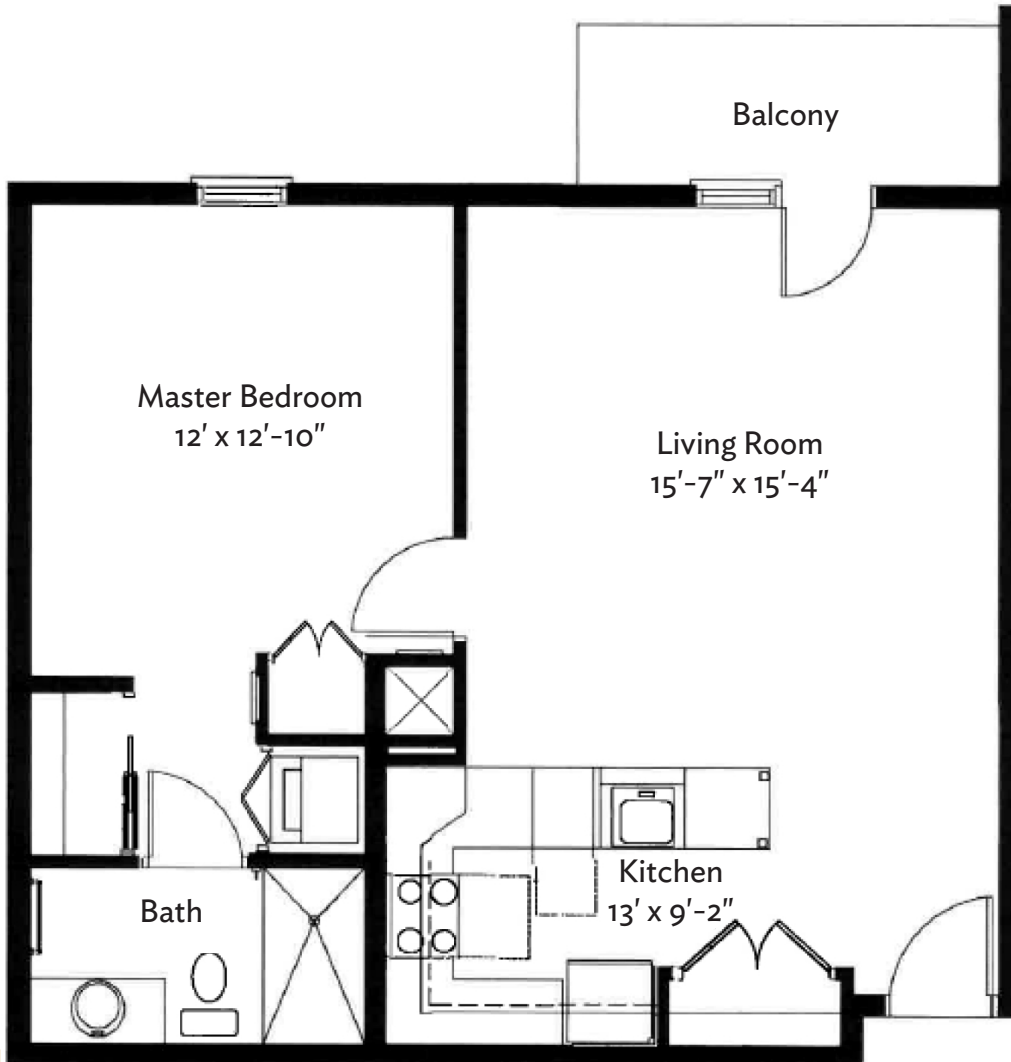 Balcony
Master Bedroom
12' x 12'-10"
Living Room
15'-7" x 15'-4"
Kitchen
13' x 9'-2"
Bath